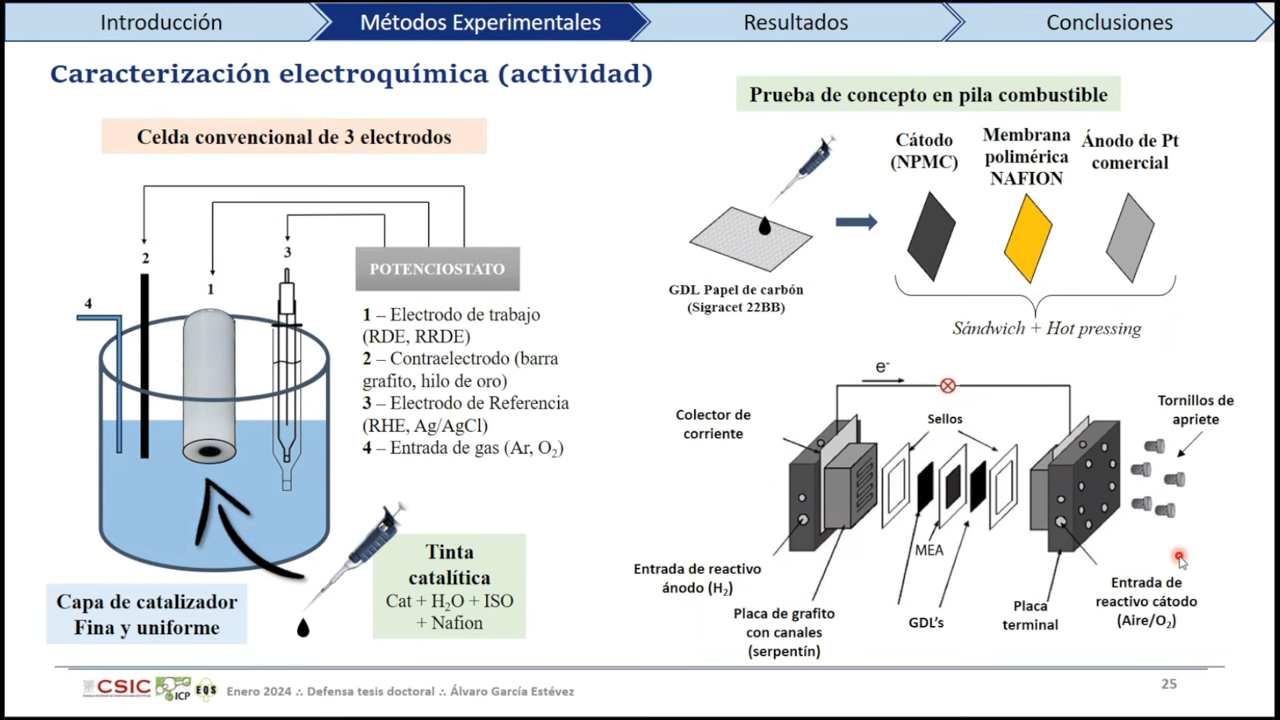 Introducción
Métodos Experimentales
Resultados
Conclusiones
Caracterización electroquímica (actividad)
Celda convencional de 3 electrodos
2
1
3
4
POTENCIOSTATO
1 – Electrodo de trabajo
(RDE, RRDE)
2 – Contraelectrodo (barra
grafito, hilo de oro)
3 – Electrodo de Referencia
(RHE, Ag/AgCl)
4 – Entrada de gas (Ar, O₂)
Capa de catalizador
Fina y uniforme
Tinta
catalítica
Cat + H₂O + ISO
+ Nafion
Prueba de concepto en pila combustible
GDL Papel de carbón
(Sigracet 22BB)
Cátodo
(NPMC)
Membrana
polimérica
NAFION
Ánodo de Pt
comercial
Sándwich + Hot pressing
e⁻
Colector de
corriente
Sellos
Tornillos de
apriete
MEA
Entrada de reactivo
ánodo (H₂)
Placa de grafito
con canales
(serpentín)
GDL’s
Placa
terminal
Entrada de
reactivo cátodo
(Aire/O₂)
CSIC
ICP
EQS
Enero 2024 ∴ Defensa tesis doctoral ∴ Álvaro García Estévez
25